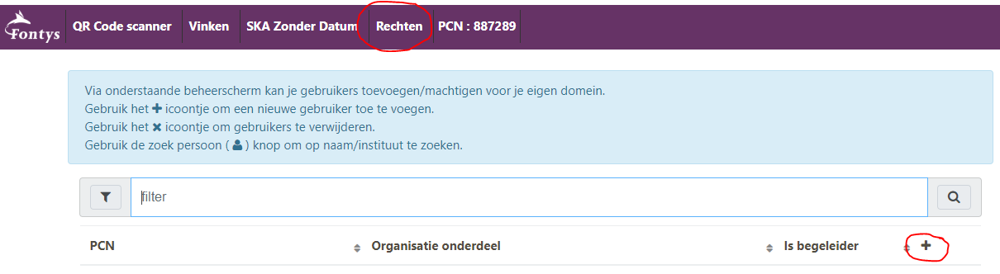 Fontys QR Code scanner Vinken SKA Zonder Datum Rechten PCN : 887289
Via onderstaande beheerscherm kan je gebruikers toevoegen/machtigen voor je eigen domein.
Gebruik het + icoontje om een nieuwe gebruiker toe te voegen.
Gebruik het × icoontje om gebruikers te verwijderen.
Gebruik de zoek persoon ( ) knop om op naam/instituut te zoeken.
filter
PCN Organisatie onderdeel Is begeleider +